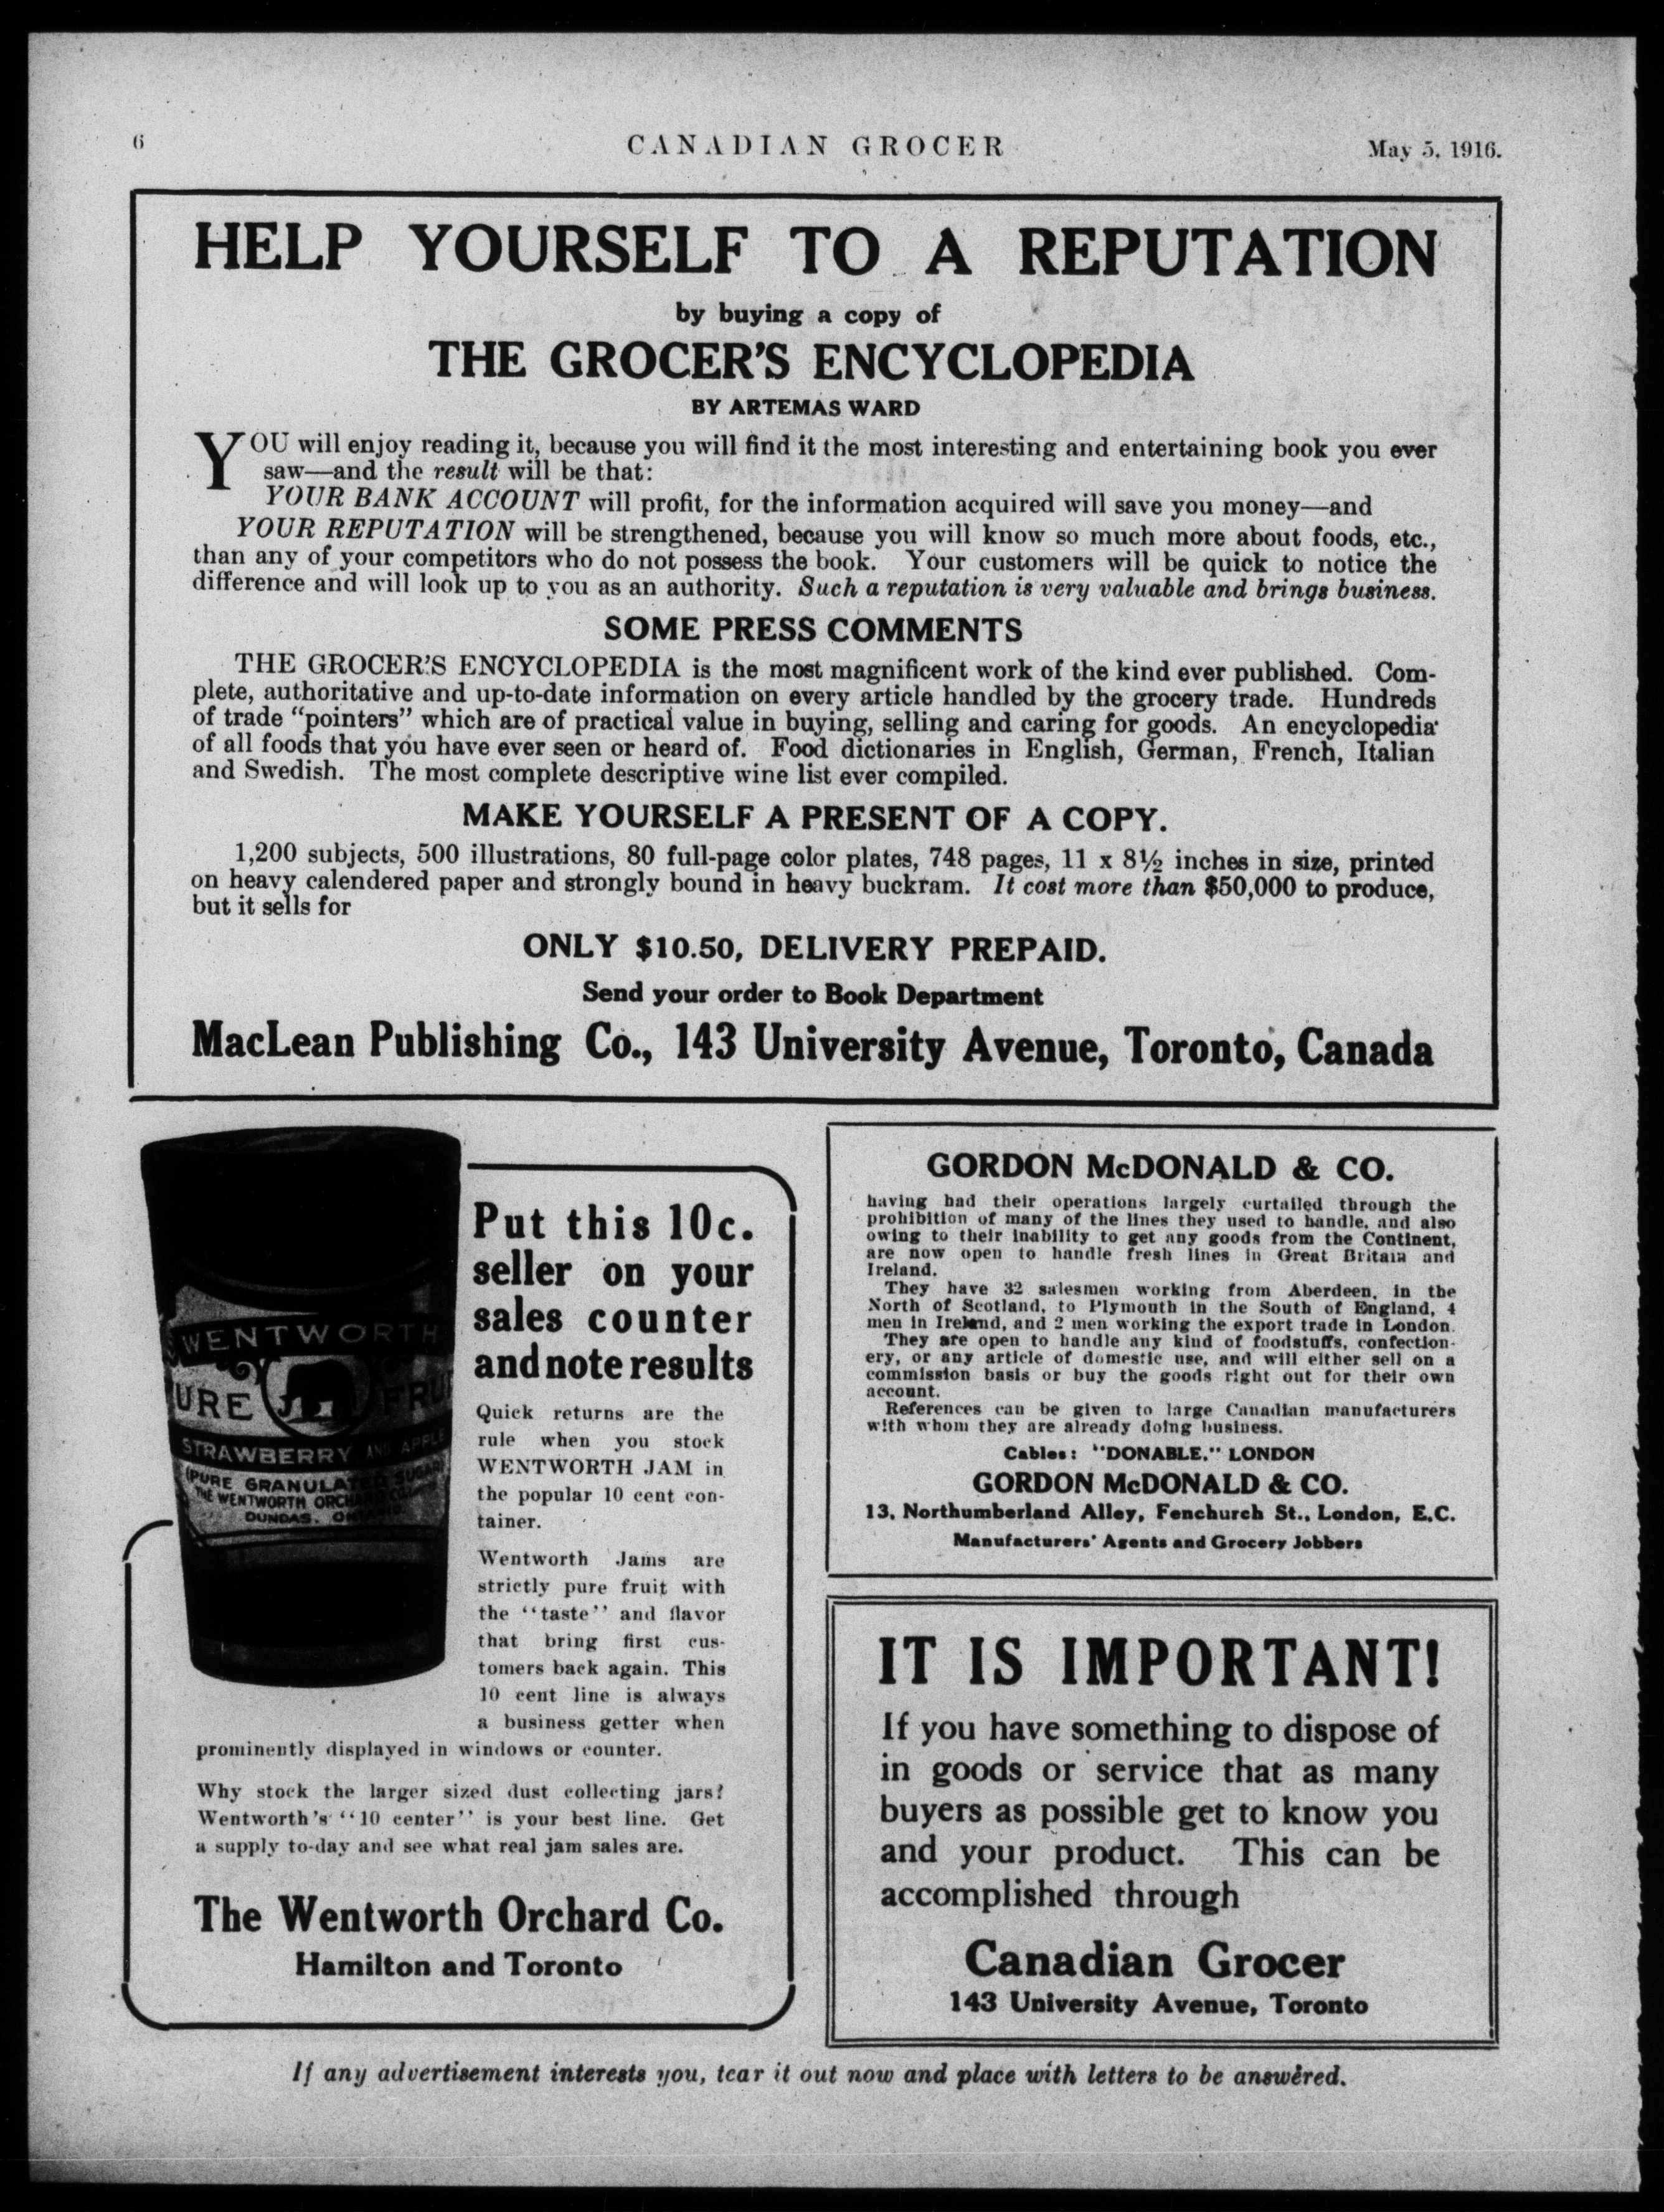 6
CANADIAN GROCER
May 5, 1916.
HELP YOURSELF TO A REPUTATION
by buying a copy of
THE GROCER'S ENCYCLOPEDIA
BY ARTEMAS WARD
YOU will enjoy reading it, because you will find it the most interesting and entertaining book you ever
saw—and the result will be that:
YOUR BANK ACCOUNT will profit, for the information acquired will save you money—and
YOUR REPUTATION will be strengthened, because you will know so much more about foods, etc.,
than any of your competitors who do not possess the book. Your customers will be quick to notice the
difference and will look up to you as an authority. Such a reputation is very valuable and brings business.
SOME PRESS COMMENTS
THE GROCER'S ENCYCLOPEDIA is the most magnificent work of the kind ever published. Com-
plete, authoritative and up-to-date information on every article handled by the grocery trade. Hundreds
of trade "pointers" which are of practical value in buying, selling and caring for goods. An encyclopedia
of all foods that you have ever seen or heard of. Food dictionaries in English, German, French, Italian
and Swedish. The most complete descriptive wine list ever compiled.
MAKE YOURSELF A PRESENT OF A COPY.
1,200 subjects, 500 illustrations, 80 full-page color plates, 748 pages, 11 x 8½ inches in size, printed
on heavy calendered paper and strongly bound in heavy buckram. It cost more than $50,000 to produce,
but it sells for
ONLY $10.50, DELIVERY PREPAID.
Send your order to Book Department
MacLean Publishing Co., 143 University Avenue, Toronto, Canada
WENTWORTH
URE FRU
STRAWBERRY AND APPLE
(PURE GRANULATED SUGAR)
THE WENTWORTH ORCHARD
DUNDAS, ON
Put this 10c.
seller on your
sales counter
and note results
Quick returns are the
rule when you stock
WENTWORTH JAM in
the popular 10 cent con-
tainer.
Wentworth Jams are
strictly pure fruit with
the "taste" and flavor
that bring first cus-
tomers back again. This
10 cent line is always
a business getter when
prominently displayed in windows or counter.
Why stock the larger sized dust collecting jars?
Wentworth's "10 center" is your best line. Get
a supply to-day and see what real jam sales are.
The Wentworth Orchard Co.
Hamilton and Toronto
GORDON McDONALD & CO.
having had their operations largely curtailed through the
prohibition of many of the lines they used to handle, and also
owing to their inability to get any goods from the Continent,
are now open to handle fresh lines in Great Britain and
Ireland.
They have 32 salesmen working from Aberdeen, in the
North of Scotland, to Plymouth in the South of England, 4
men in Ireland, and 2 men working the export trade in London.
They are open to handle any kind of foodstuffs, confection-
ery, or any article of domestic use, and will either sell on a
commission basis or buy the goods right out for their own
account.
References can be given to large Canadian manufacturers
with whom they are already doing business.
Cables: "DONABLE." LONDON
GORDON McDONALD & CO.
13, Northumberland Alley, Fenchurch St., London, E.C.
Manufacturers' Agents and Grocery Jobbers
IT IS IMPORTANT!
If you have something to dispose of
in goods or service that as many
buyers as possible get to know you
and your product. This can be
accomplished through
Canadian Grocer
143 University Avenue, Toronto
If any advertisement interests you, tear it out now and place with letters to be answered.